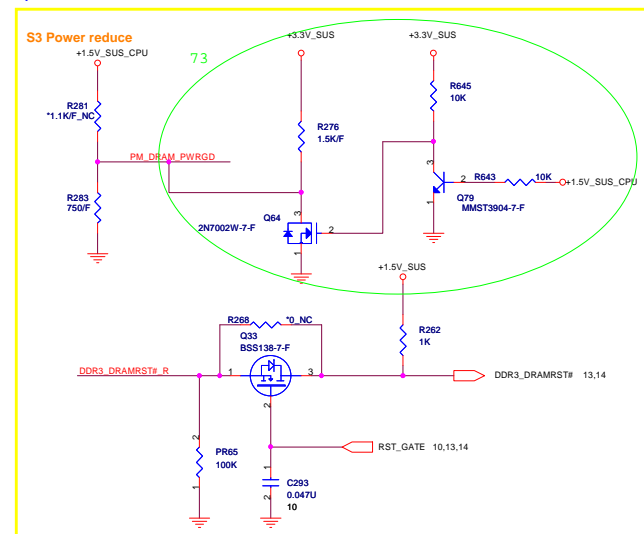 S3 Power reduce
+1.5V_SUS_CPU
73
+3.3V_SUS
+3.3V_SUS
R281
*1.1K/F_NC
R645
10K
R276
1.5K/F
PM_DRAM_PWRGD
3
2
R643
10K
+1.5V_SUS_CPU
1
Q79
MMST3904-7-F
R283
750/F
Q64
3
2N7002W-7-F
2
1
+1.5V_SUS
R268
*0_NC
Q33
BSS138-7-F
R262
1K
DDR3_DRAMRST#_R
1
3
DDR3_DRAMRST# 13,14
2
RST_GATE 10,13,14
2
PR65
100K
1
1
C293
0.047U
2
10